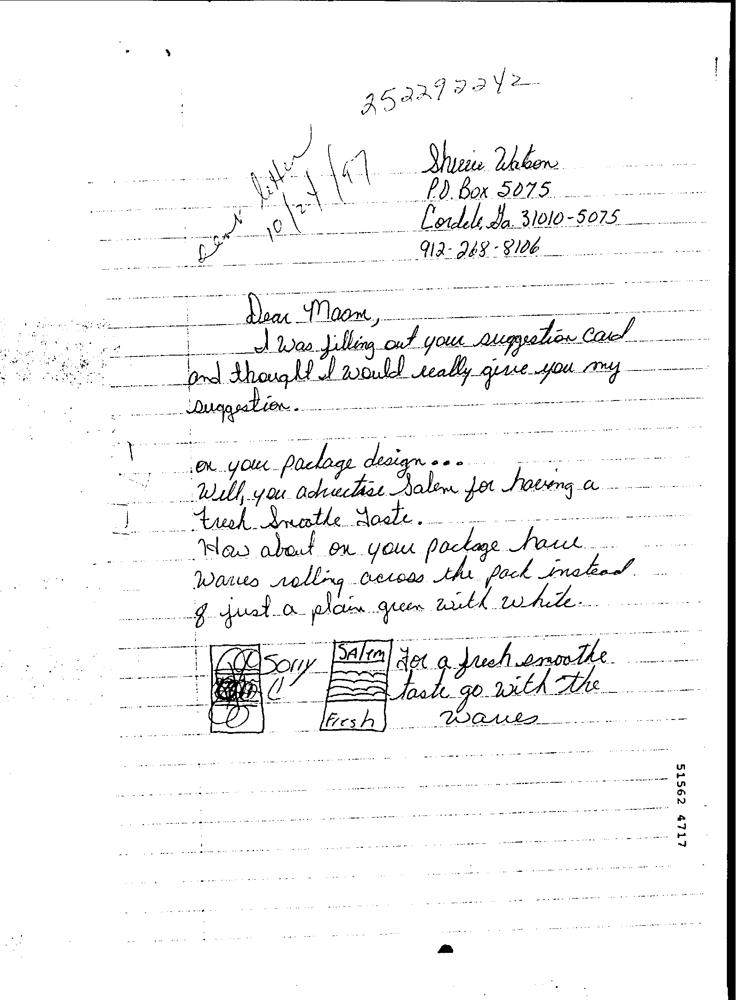 252292242
sent letter
10/24/97
Sherrie Watson
P.O. Box 5075
Cordele, Ga. 31010-5075
912-268-8106
Dear Maam,
I was filling out your suggestion card
and thought I would really give you my
suggestion.
on your package design...
Well, you advertise Salem for having a
Fresh Smoothe Taste.
How about on your package have
Waves rolling across the pack instead
of just a plain green with white.
Sorry
SAlem
Fresh
For a fresh smoothe
taste go with the
waves
51562 4717